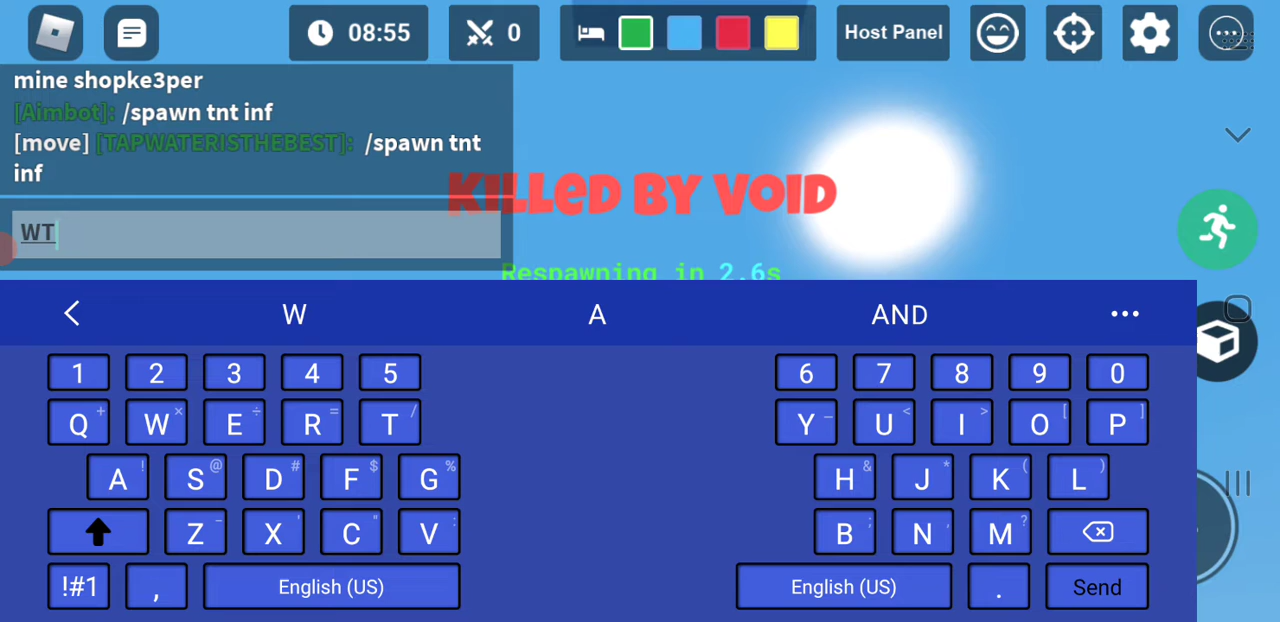 08:55
0
Host Panel
mine shopke3per
[Aimbot]: /spawn tnt inf
[move] [TAPWATERISTHEBEST]: /spawn tnt
inf
KILLED BY VOID
WT
Respawning in 2.6s
W A AND
1 2 3 4 5 6 7 8 9 0
Q + W × E ÷ R = T / Y _ U < I > O [ P ]
A ! S @ D # F $ G % H & J * K ( L )
Z - X ' C " V : B ; N , M ?
!#1 , English (US) English (US) . Send